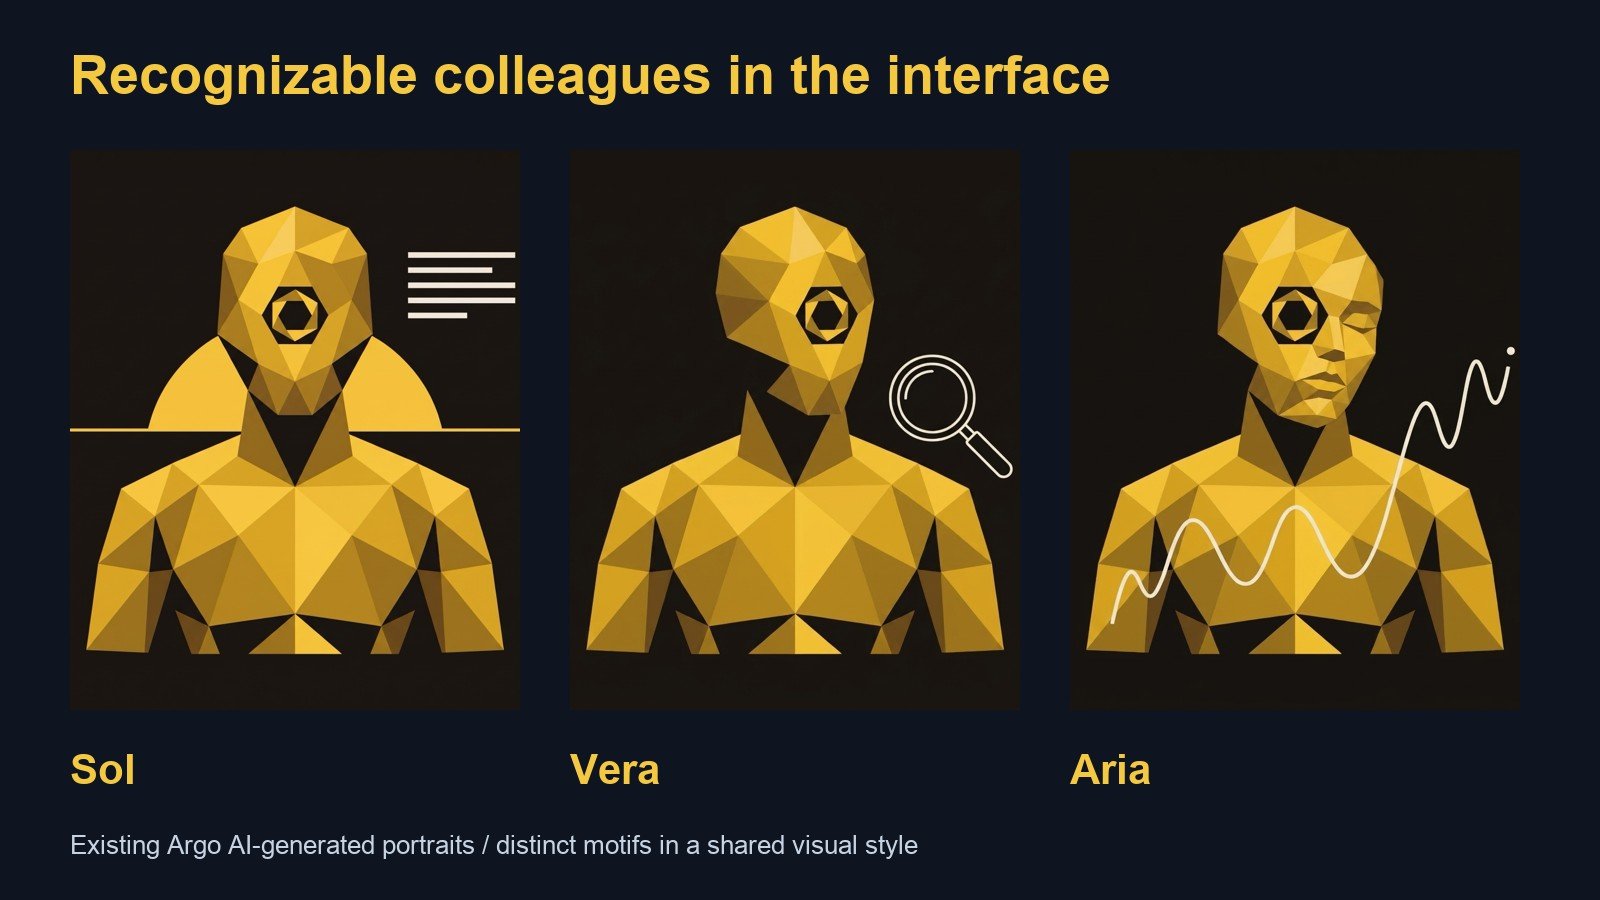 Recognizable colleagues in the interface
Sol
Vera
Aria
Existing Argo AI-generated portraits / distinct motifs in a shared visual style